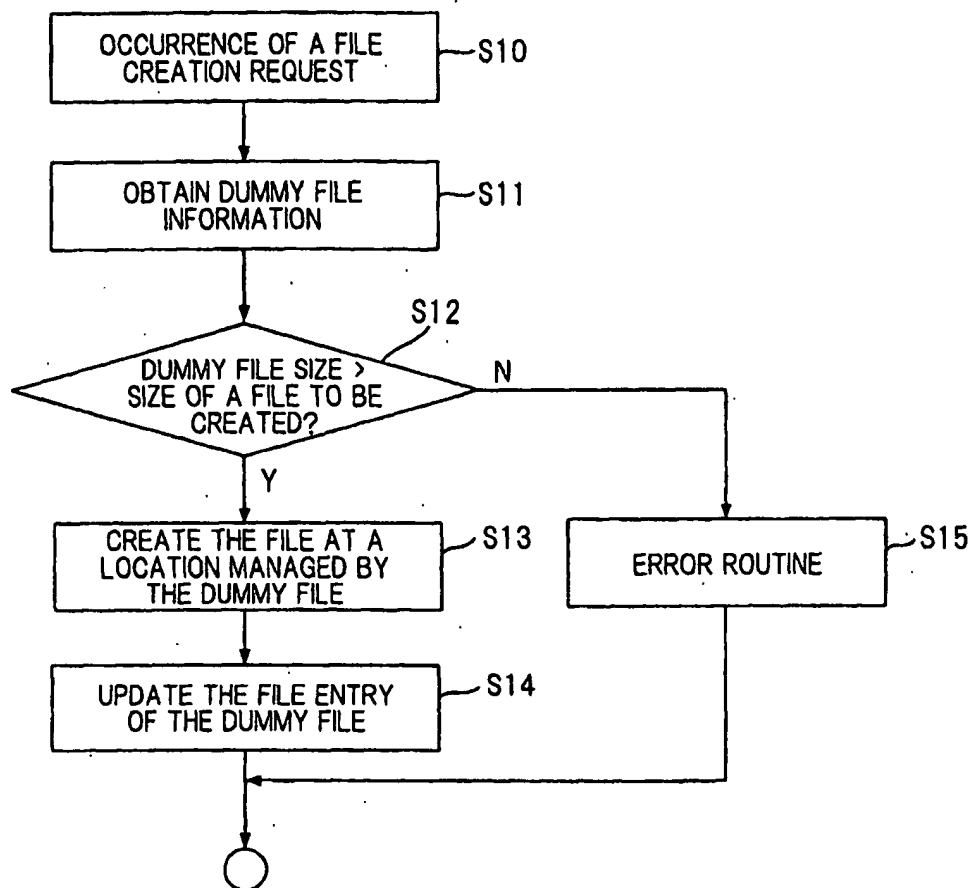 OCCURRENCE OF A FILE
CREATION REQUEST
S10
OBTAIN DUMMY FILE
INFORMATION
S11
S12
DUMMY FILE SIZE >
SIZE OF A FILE TO BE
CREATED?
N
Y
CREATE THE FILE AT A
LOCATION MANAGED BY
THE DUMMY FILE
S13
ERROR ROUTINE
S15
UPDATE THE FILE ENTRY
OF THE DUMMY FILE
S14